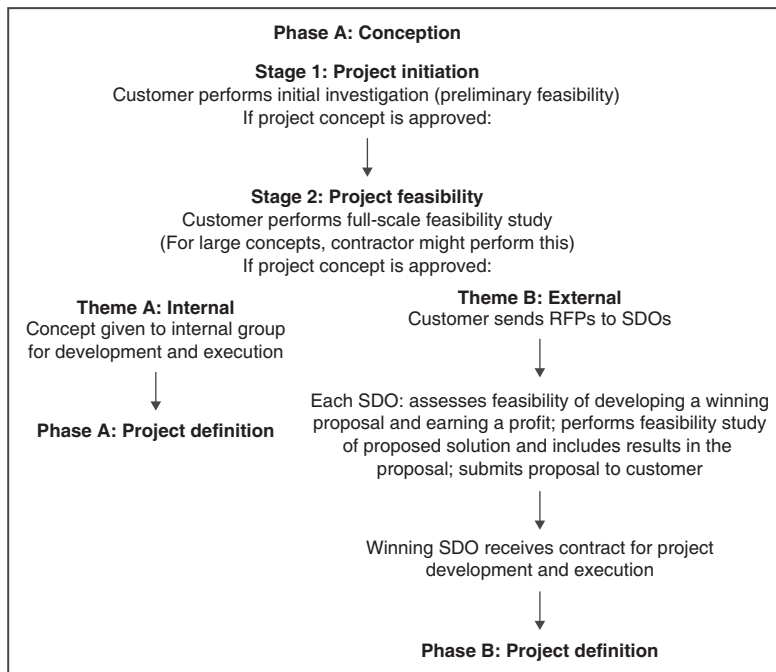 Phase A: Conception
Stage 1: Project initiation
Customer performs initial investigation (preliminary feasibility)
If project concept is approved:
Stage 2: Project feasibility
Customer performs full-scale feasibility study
(For large concepts, contractor might perform this)
If project concept is approved:
Theme A: Internal
Concept given to internal group
for development and execution
Phase A: Project definition
Theme B: External
Customer sends RFPs to SDOs
Each SDO: assesses feasibility of developing a winning
proposal and earning a profit; performs feasibility study
of proposed solution and includes results in the
proposal; submits proposal to customer
Winning SDO receives contract for project
development and execution
Phase B: Project definition